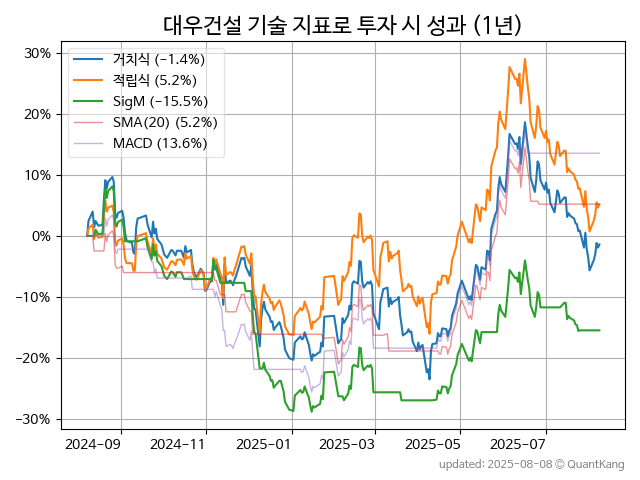 대우건설 기술 지표로 투자 시 성과 (1년)
거치식 (−1.4%)
적립식 (5.2%)
SigM (−15.5%)
SMA(20) (5.2%)
MACD (13.6%)
30%
20%
10%
0%
−10%
−20%
−30%
2024-09 2024-11 2025-01 2025-03 2025-05 2025-07
updated: 2025-08-08 © QuantKang